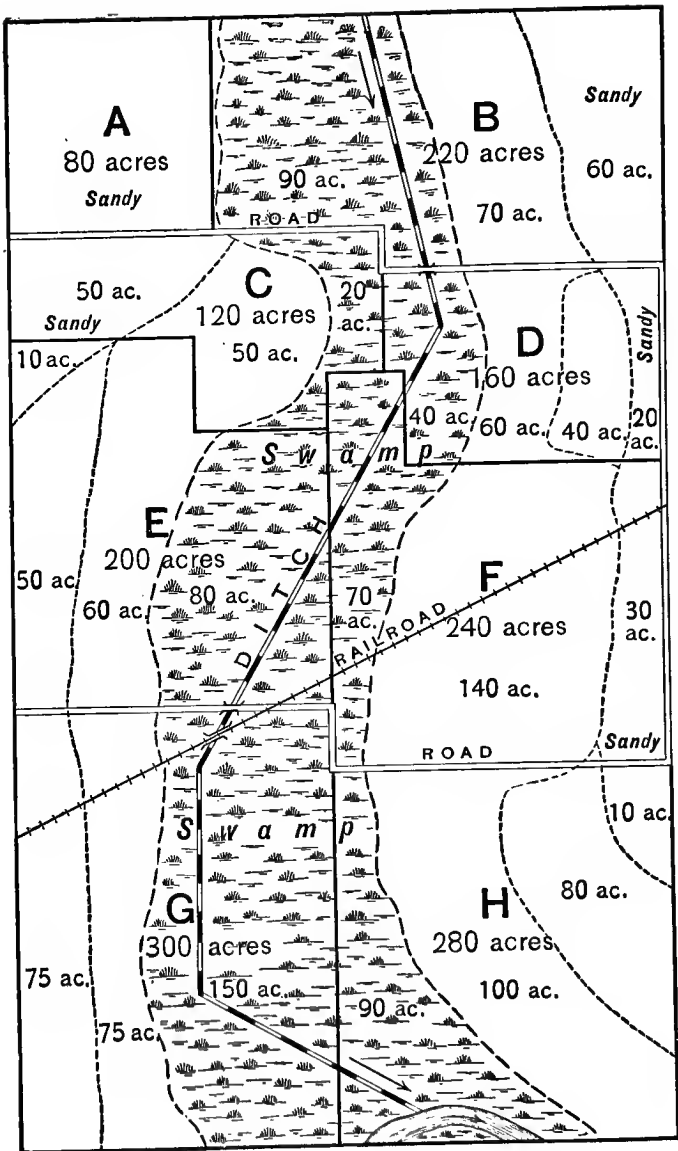 A
80 acres
Sandy
B
220 acres
70 ac.
Sandy
60 ac.
90 ac.
ROAD
50 ac.
Sandy
C
120 acres
50 ac.
20
ac.
D
160 acres
40 ac.
60 ac.
40 ac.
Sandy
20
ac.
10 ac.
Swamp
E
200 acres
50 ac.
60 ac.
80 ac.
DITCH
70
ac.
RAILROAD
F
240 acres
140 ac.
30
ac.
Sandy
ROAD
Swamp
G
300 acres
75 ac.
75 ac.
150 ac.
90 ac.
H
280 acres
100 ac.
80 ac.
10 ac.